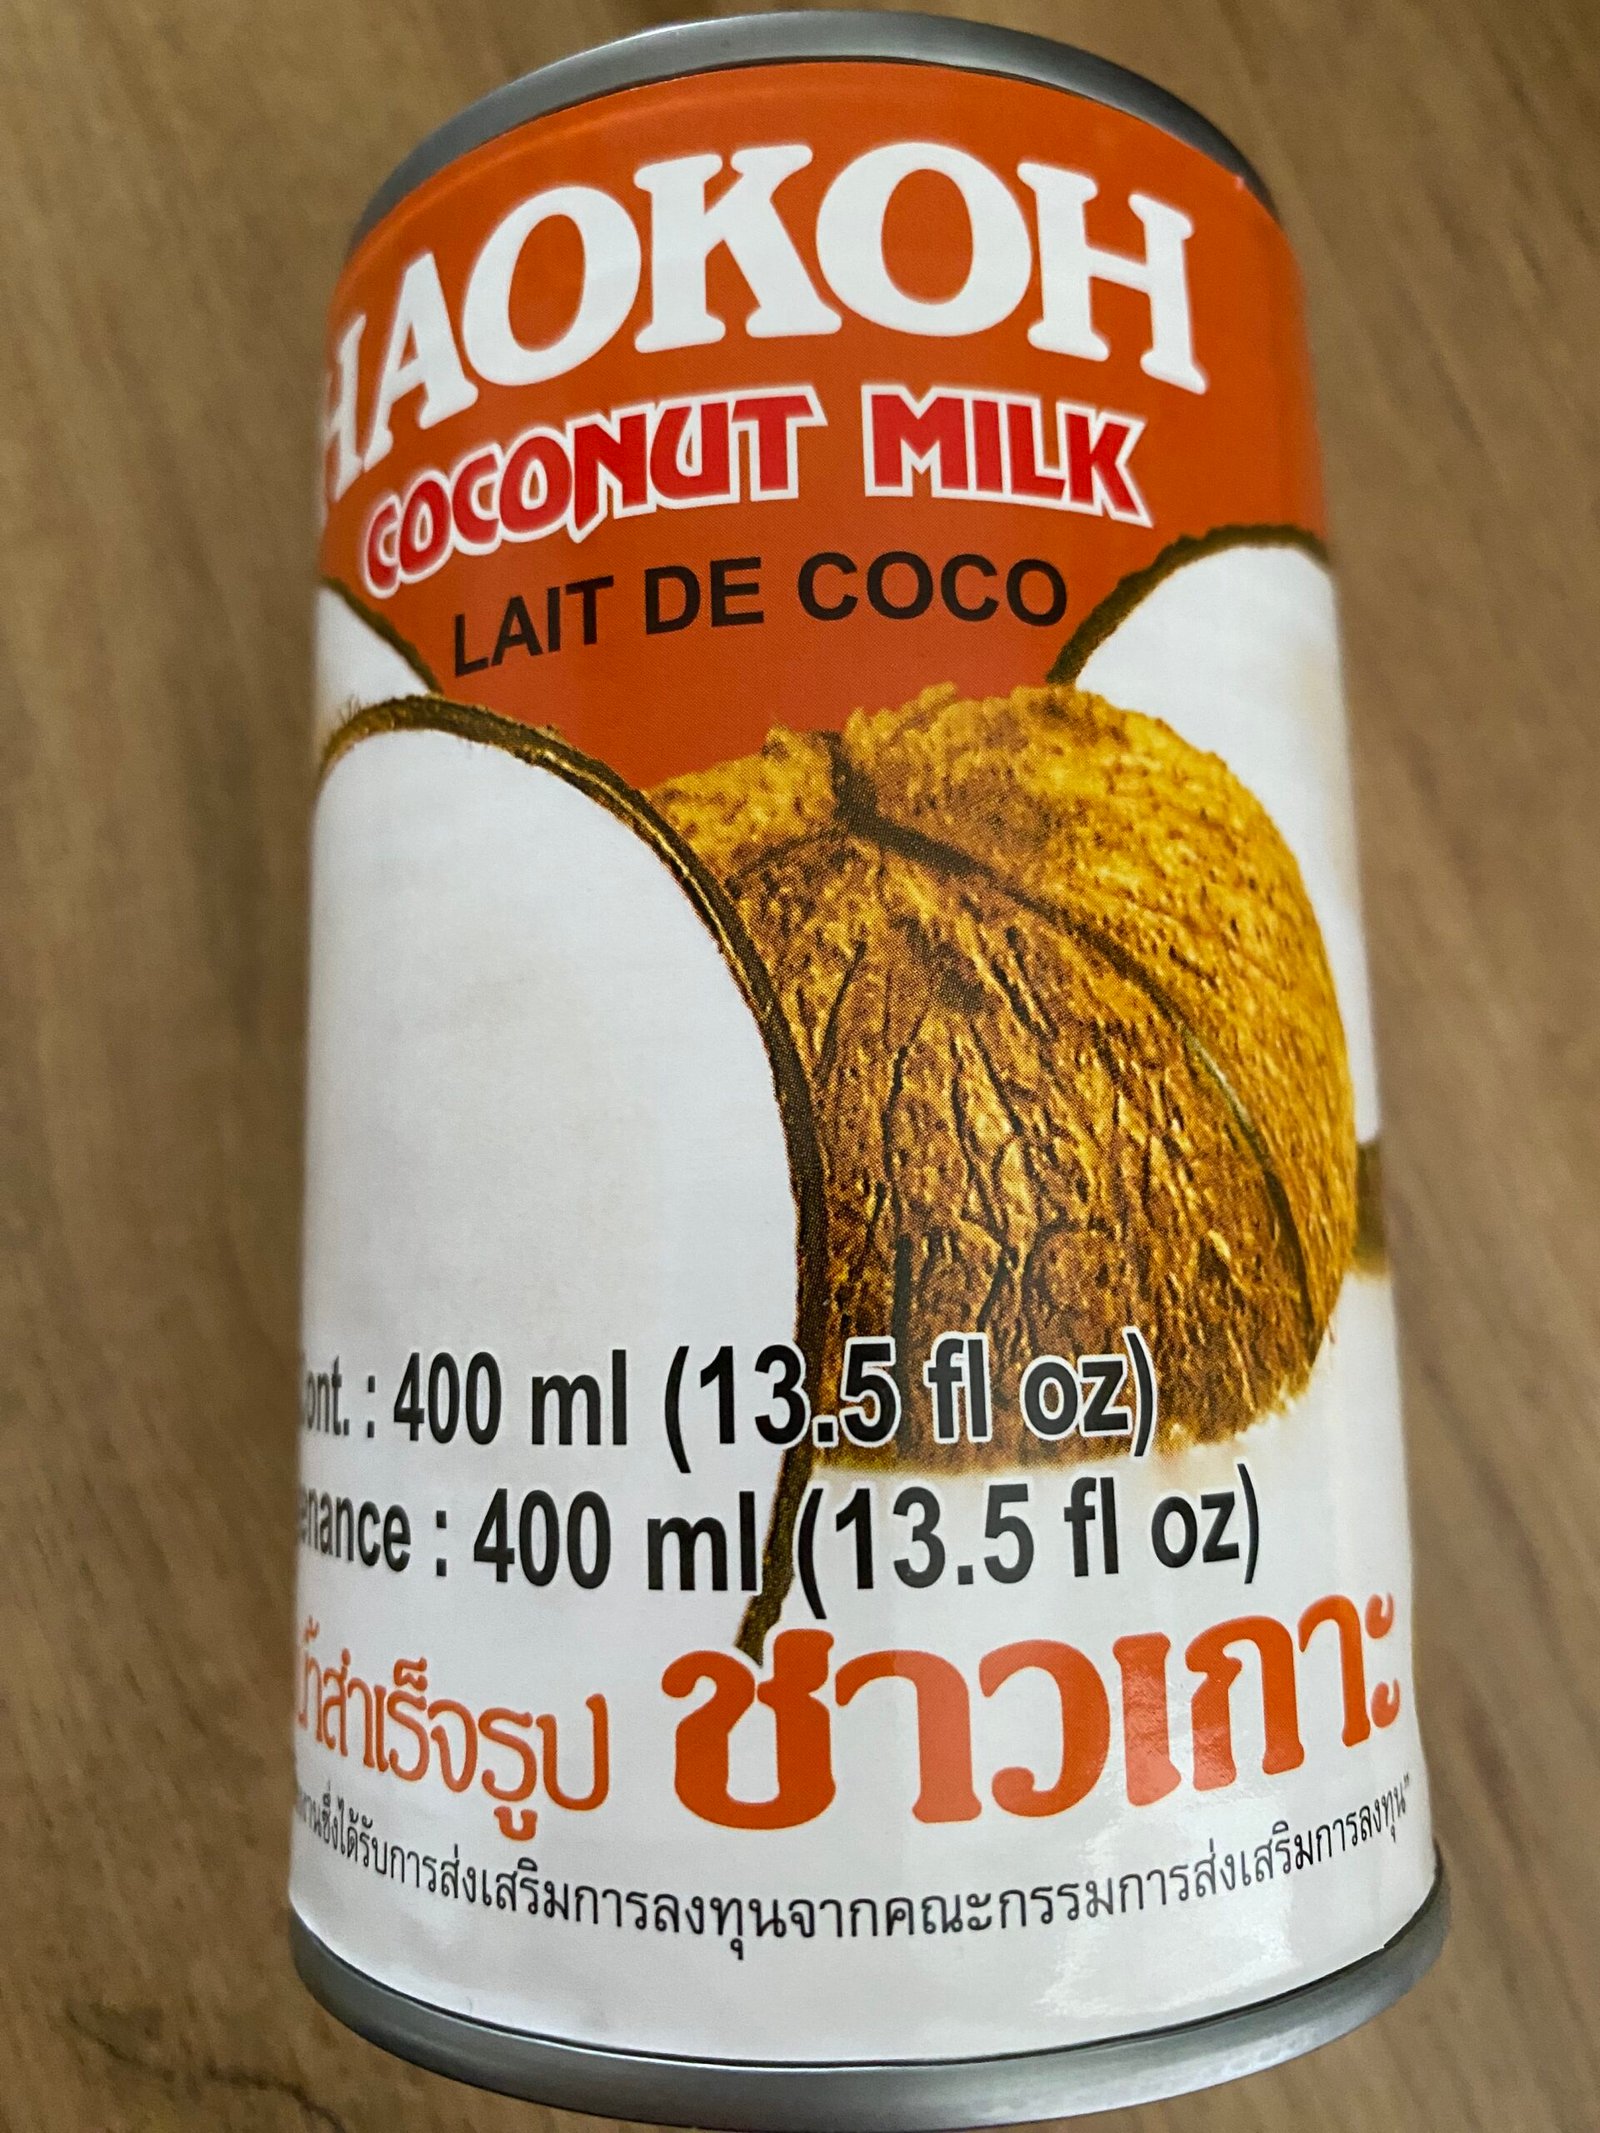 HAOKOH
COCONUT MILK
LAIT DE COCO
Cont. : 400 ml (13.5 fl oz)
400 ml (13.5 fl oz)
สำเร็จรูป ชาวเกาะ
ซึ่งได้รับการส่งเสริมการลงทุนจากคณะกรรมการส่งเสริมการลงทุน"